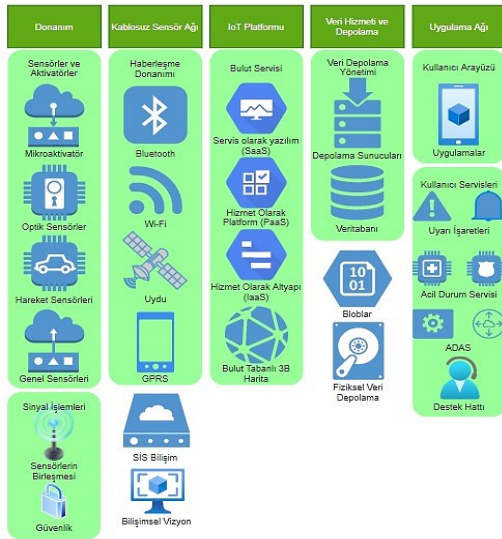 Donanım
Sensörler ve
Aktivatörler
Mikroaktivatör
Optik Sensörler
Hareket Sensörleri
Genel Sensörleri
Sinyal İşlemleri
Sensörlerin
Birleşmesi
Güvenlik
Kablosuz Sensör Ağı
Haberleşme
Donanımı
Bluetooth
Wi-Fi
Uydu
GPRS
SİS Bilişim
Bilişimsel Vizyon
IoT Platformu
Bulut Servisi
Servis olarak yazılım
(SaaS)
Hizmet Olarak
Platform (PaaS)
Hizmet Olarak Altyapı
(IaaS)
Bulut Tabanlı 3B
Harita
Veri Hizmeti ve
Depolama
Veri Depolama
Yönetimi
Depolama Sunucuları
Veritabanı
10
01
Bloblar
Fiziksel Veri
Depolama
Uygulama Ağı
Kullanıcı Arayüzü
Uygulamalar
Kullanıcı Servisleri
Uyarı İşaretleri
Acil Durum Servisi
ADAS
Destek Hattı